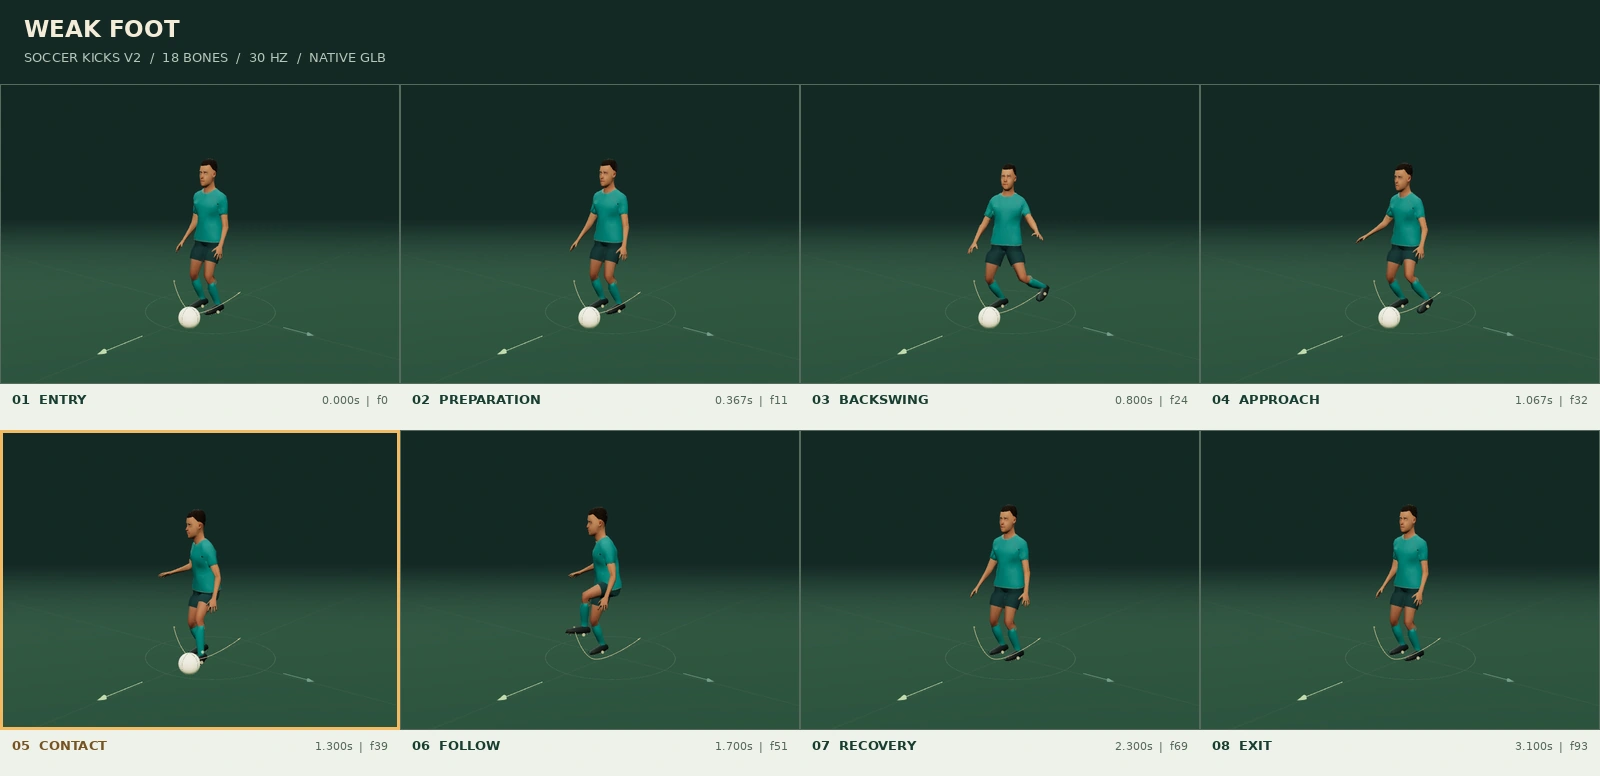 WEAK FOOT
SOCCER KICKS V2 / 18 BONES / 30 HZ / NATIVE GLB
01 ENTRY 0.000s | f0
02 PREPARATION 0.367s | f11
03 BACKSWING 0.800s | f24
04 APPROACH 1.067s | f32
05 CONTACT 1.300s | f39
06 FOLLOW 1.700s | f51
07 RECOVERY 2.300s | f69
08 EXIT 3.100s | f93